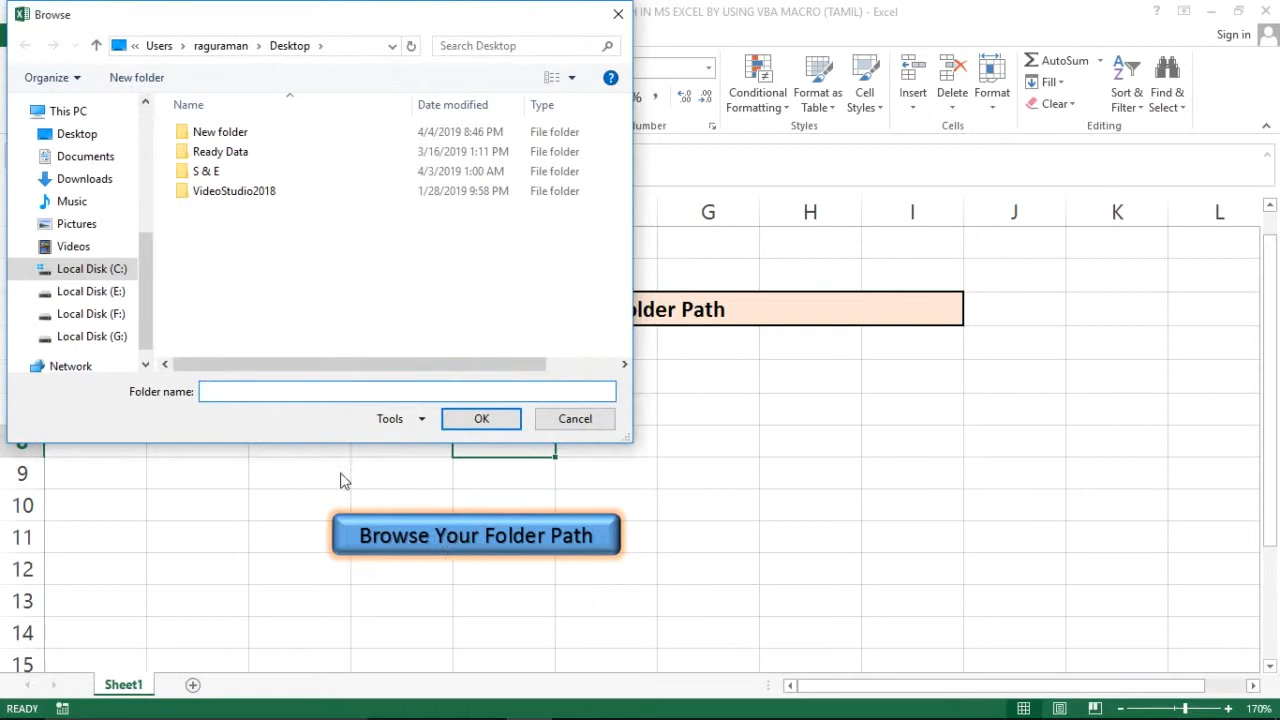 Browse
H IN MS EXCEL BY USING VBA MACRO (TAMIL) - Excel
?
Sign in
« Users › raguraman › Desktop ›
Search Desktop
Organize
New folder
?
This PC
Desktop
Documents
Downloads
Music
Pictures
Videos
Local Disk (C:)
Local Disk (E:)
Local Disk (F:)
Local Disk (G:)
Network
Name Date modified Type
New folder 4/4/2019 8:46 PM File folder
Ready Data 3/16/2019 1:11 PM File folder
S & E 4/3/2019 1:00 AM File folder
VideoStudio2018 1/28/2019 9:58 PM File folder
Folder name:
Tools
OK
Cancel
% ,
.00
.00
umber
Conditional
Formatting
Format as
Table
Cell
Styles
Styles
Insert
Delete
Format
Cells
AutoSum
Fill
Clear
Sort &
Filter
Find &
Select
Editing
G H I J K L
older Path
8
9
10
11
12
13
14
15
Browse Your Folder Path
Sheet1
READY
170%